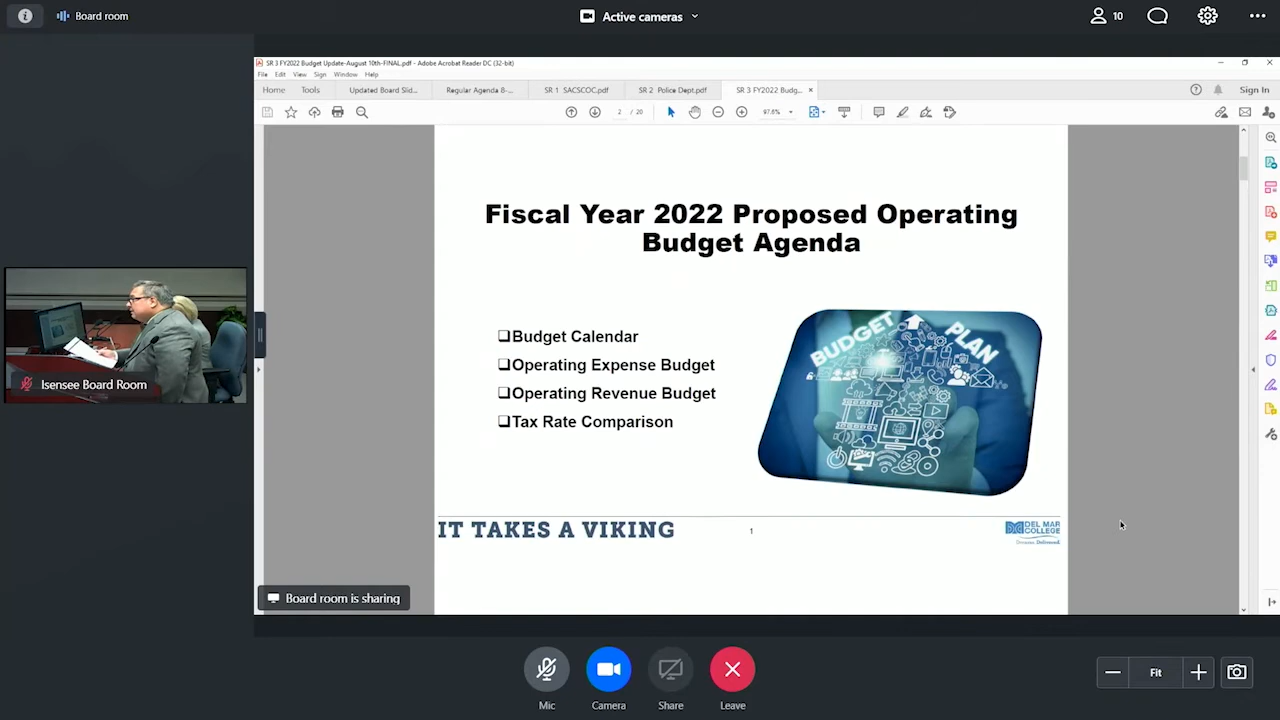 Board room
Active cameras
10
SR 3 FY2022 Budget Update-August 10th-FINAL.pdf - Adobe Acrobat Reader DC (32-bit)
File Edit View Sign Window Help
Home Tools Updated Board Slid... Regular Agenda 8-... SR 1 SACSCOC.pdf SR 2 Police Dept.pdf SR 3 FY2022 Budg... × Sign In
2 / 20 97.6%
Fiscal Year 2022 Proposed Operating
Budget Agenda
Budget Calendar
Operating Expense Budget
Operating Revenue Budget
Tax Rate Comparison
BUDGET PLAN
Isensee Board Room
IT TAKES A VIKING
1
DEL MAR
COLLEGE
Dreams. Delivered.
Board room is sharing
Mic Camera Share Leave
Fit